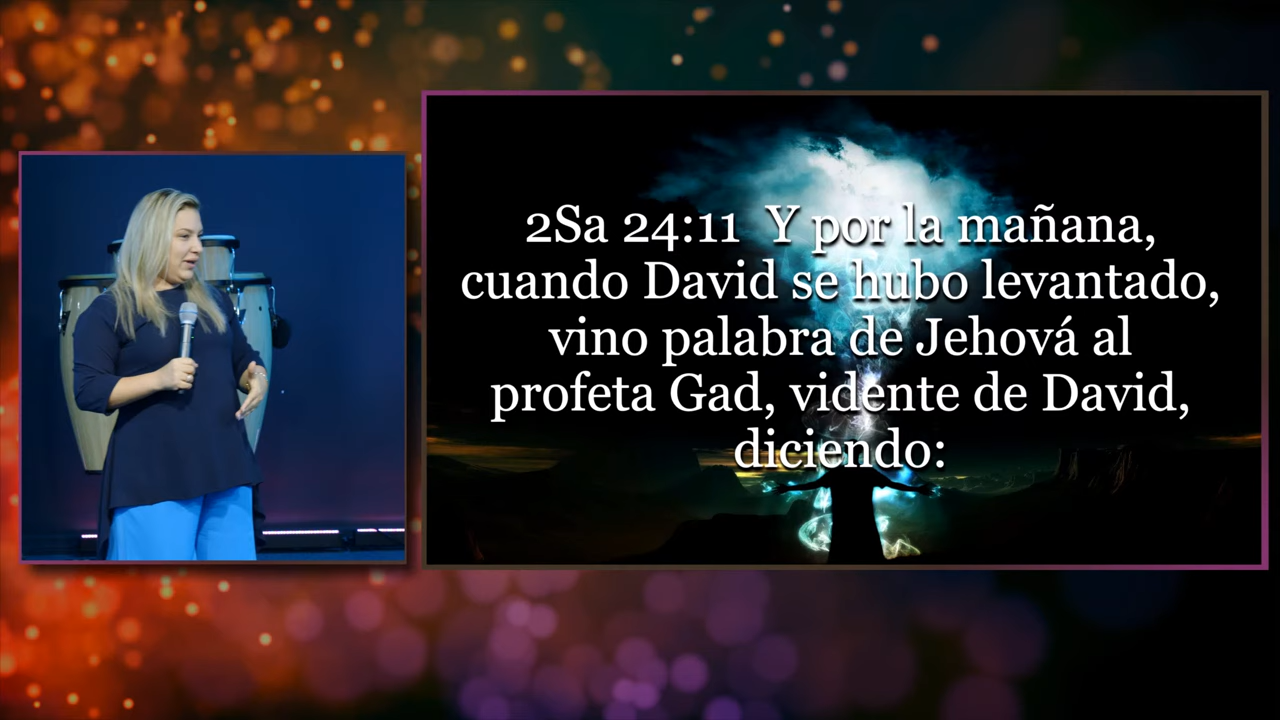 2Sa 24:11  Y por la mañana,
cuando David se hubo levantado,
vino palabra de Jehová al
profeta Gad, vidente de David,
diciendo: